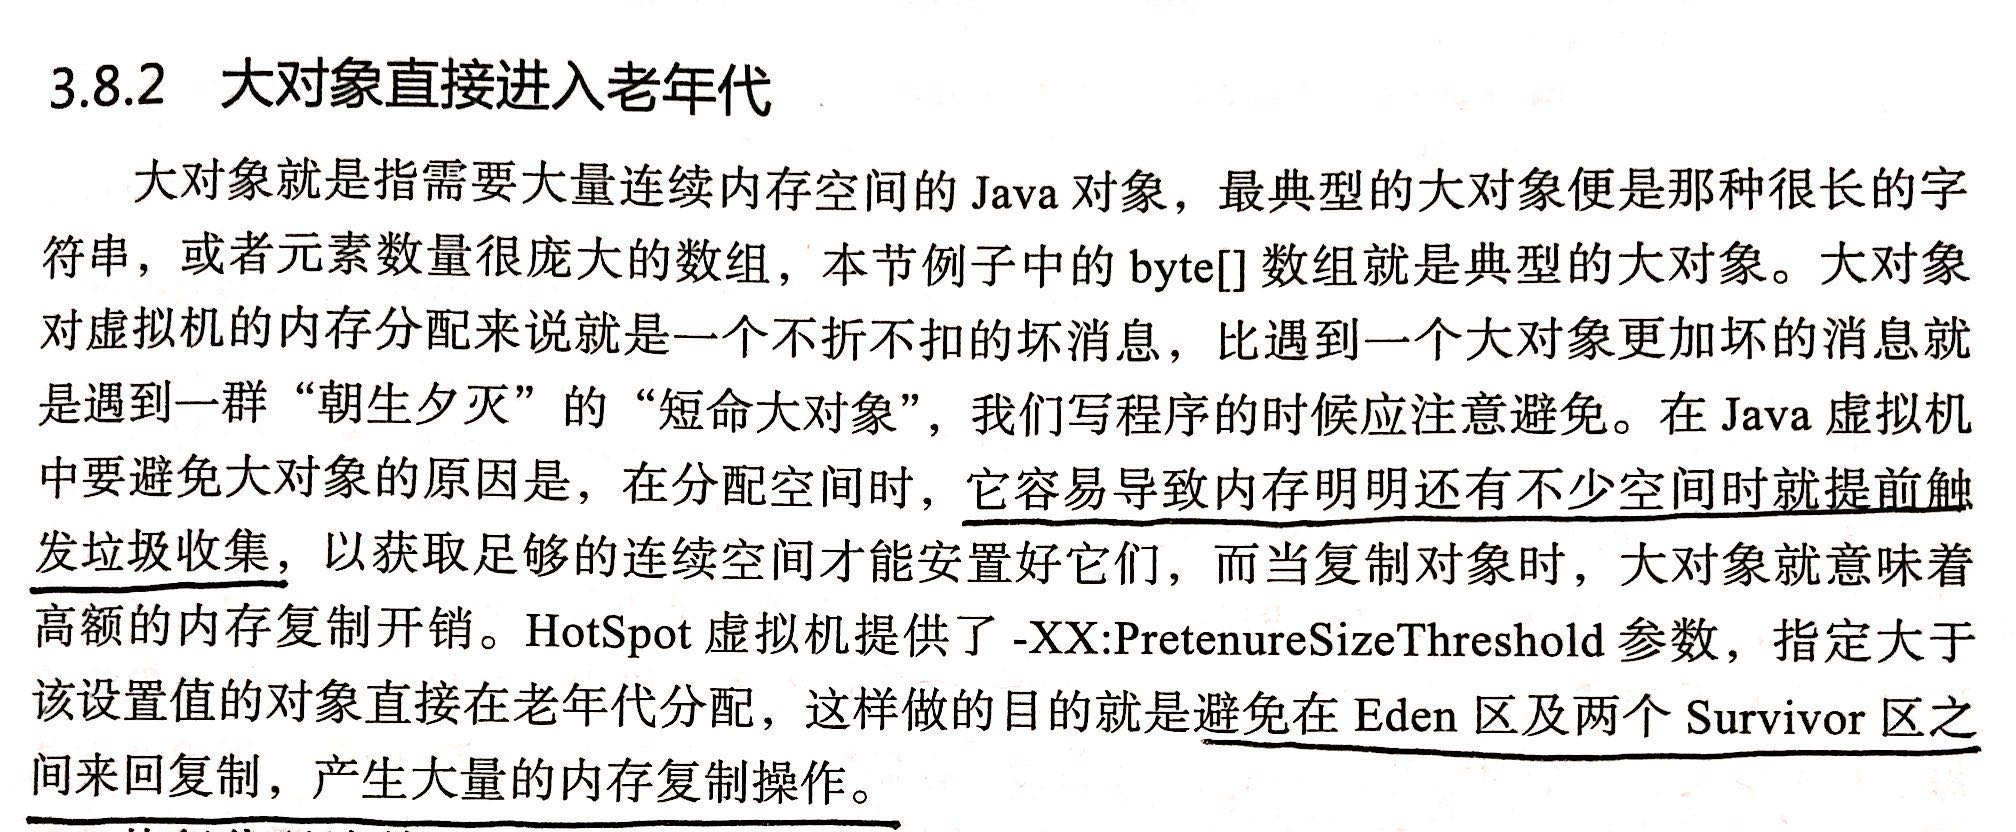 3.8.2 大对象直接进入老年代
大对象就是指需要大量连续内存空间的 Java 对象，最典型的大对象便是那种很长的字
符串，或者元素数量很庞大的数组，本节例子中的 byte[] 数组就是典型的大对象。大对象
对虚拟机的内存分配来说就是一个不折不扣的坏消息，比遇到一个大对象更加坏的消息就
是遇到一群“朝生夕灭”的“短命大对象”，我们写程序的时候应注意避免。在 Java 虚拟机
中要避免大对象的原因是，在分配空间时，它容易导致内存明明还有不少空间时就提前触
发垃圾收集，以获取足够的连续空间才能安置好它们，而当复制对象时，大对象就意味着
高额的内存复制开销。HotSpot 虚拟机提供了 -XX:PretenureSizeThreshold 参数，指定大于
该设置值的对象直接在老年代分配，这样做的目的就是避免在 Eden 区及两个 Survivor 区之
间来回复制，产生大量的内存复制操作。